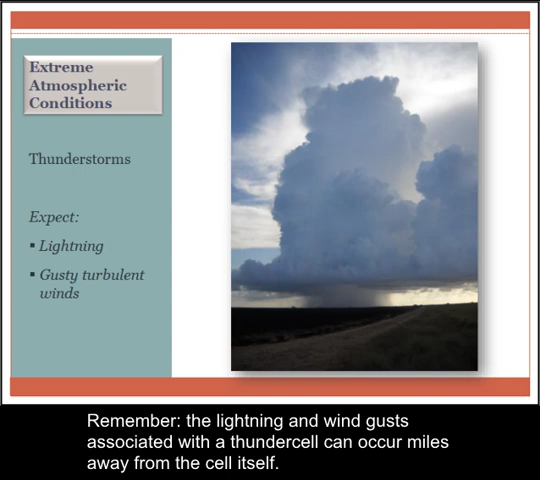 Extreme
Atmospheric
Conditions
Thunderstorms
Expect:
▪ Lightning
▪ Gusty turbulent
winds
Remember: the lightning and wind gusts
associated with a thundercell can occur miles
away from the cell itself.